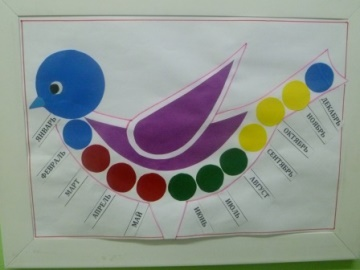 ЯНВАРЬ
ФЕВРАЛЬ
МАРТ
АПРЕЛЬ
МАЙ
ИЮНЬ
ИЮЛЬ
АВГУСТ
СЕНТЯБРЬ
ОКТЯБРЬ
НОЯБРЬ
ДЕКАБРЬ